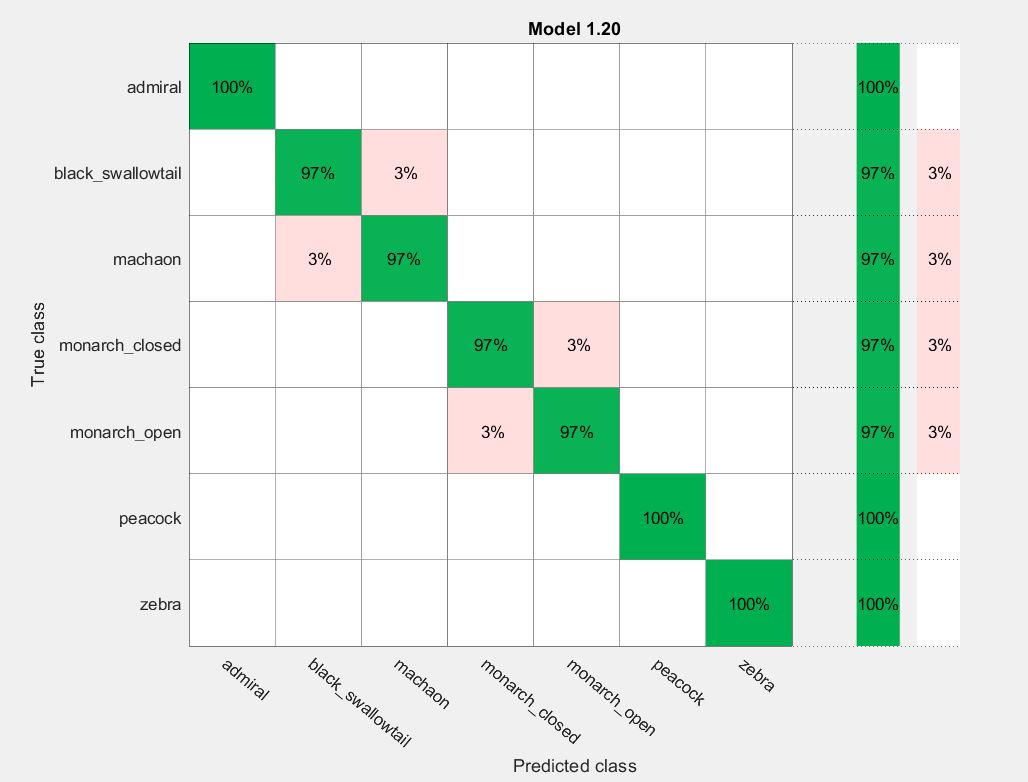 Model 1.20
admiral 100% 100%
black_swallowtail 97% 3% 97% 3%
machaon 3% 97% 97% 3%
monarch_closed 97% 3% 97% 3%
monarch_open 3% 97% 97% 3%
peacock 100% 100%
zebra 100% 100%
True class
admiral black_swallowtail machaon monarch_closed monarch_open peacock zebra
Predicted class